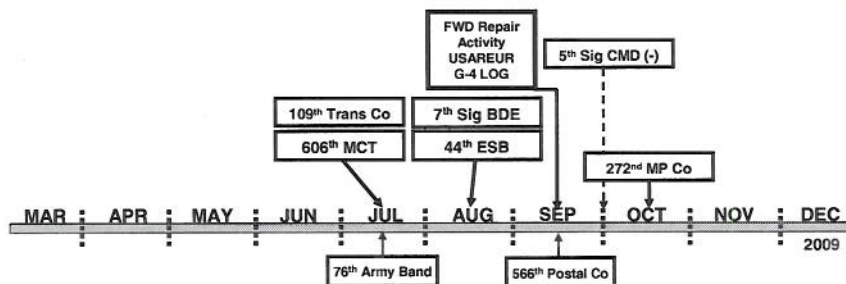 FWD Repair
Activity
USAREUR
G-4 LOG
5th Sig CMD (-)
109th Trans Co
7th Sig BDE
606th MCT
44th ESB
272nd MP Co
MAR APR MAY JUN JUL AUG SEP OCT NOV DEC
2009
76th Army Band
566th Postal Co